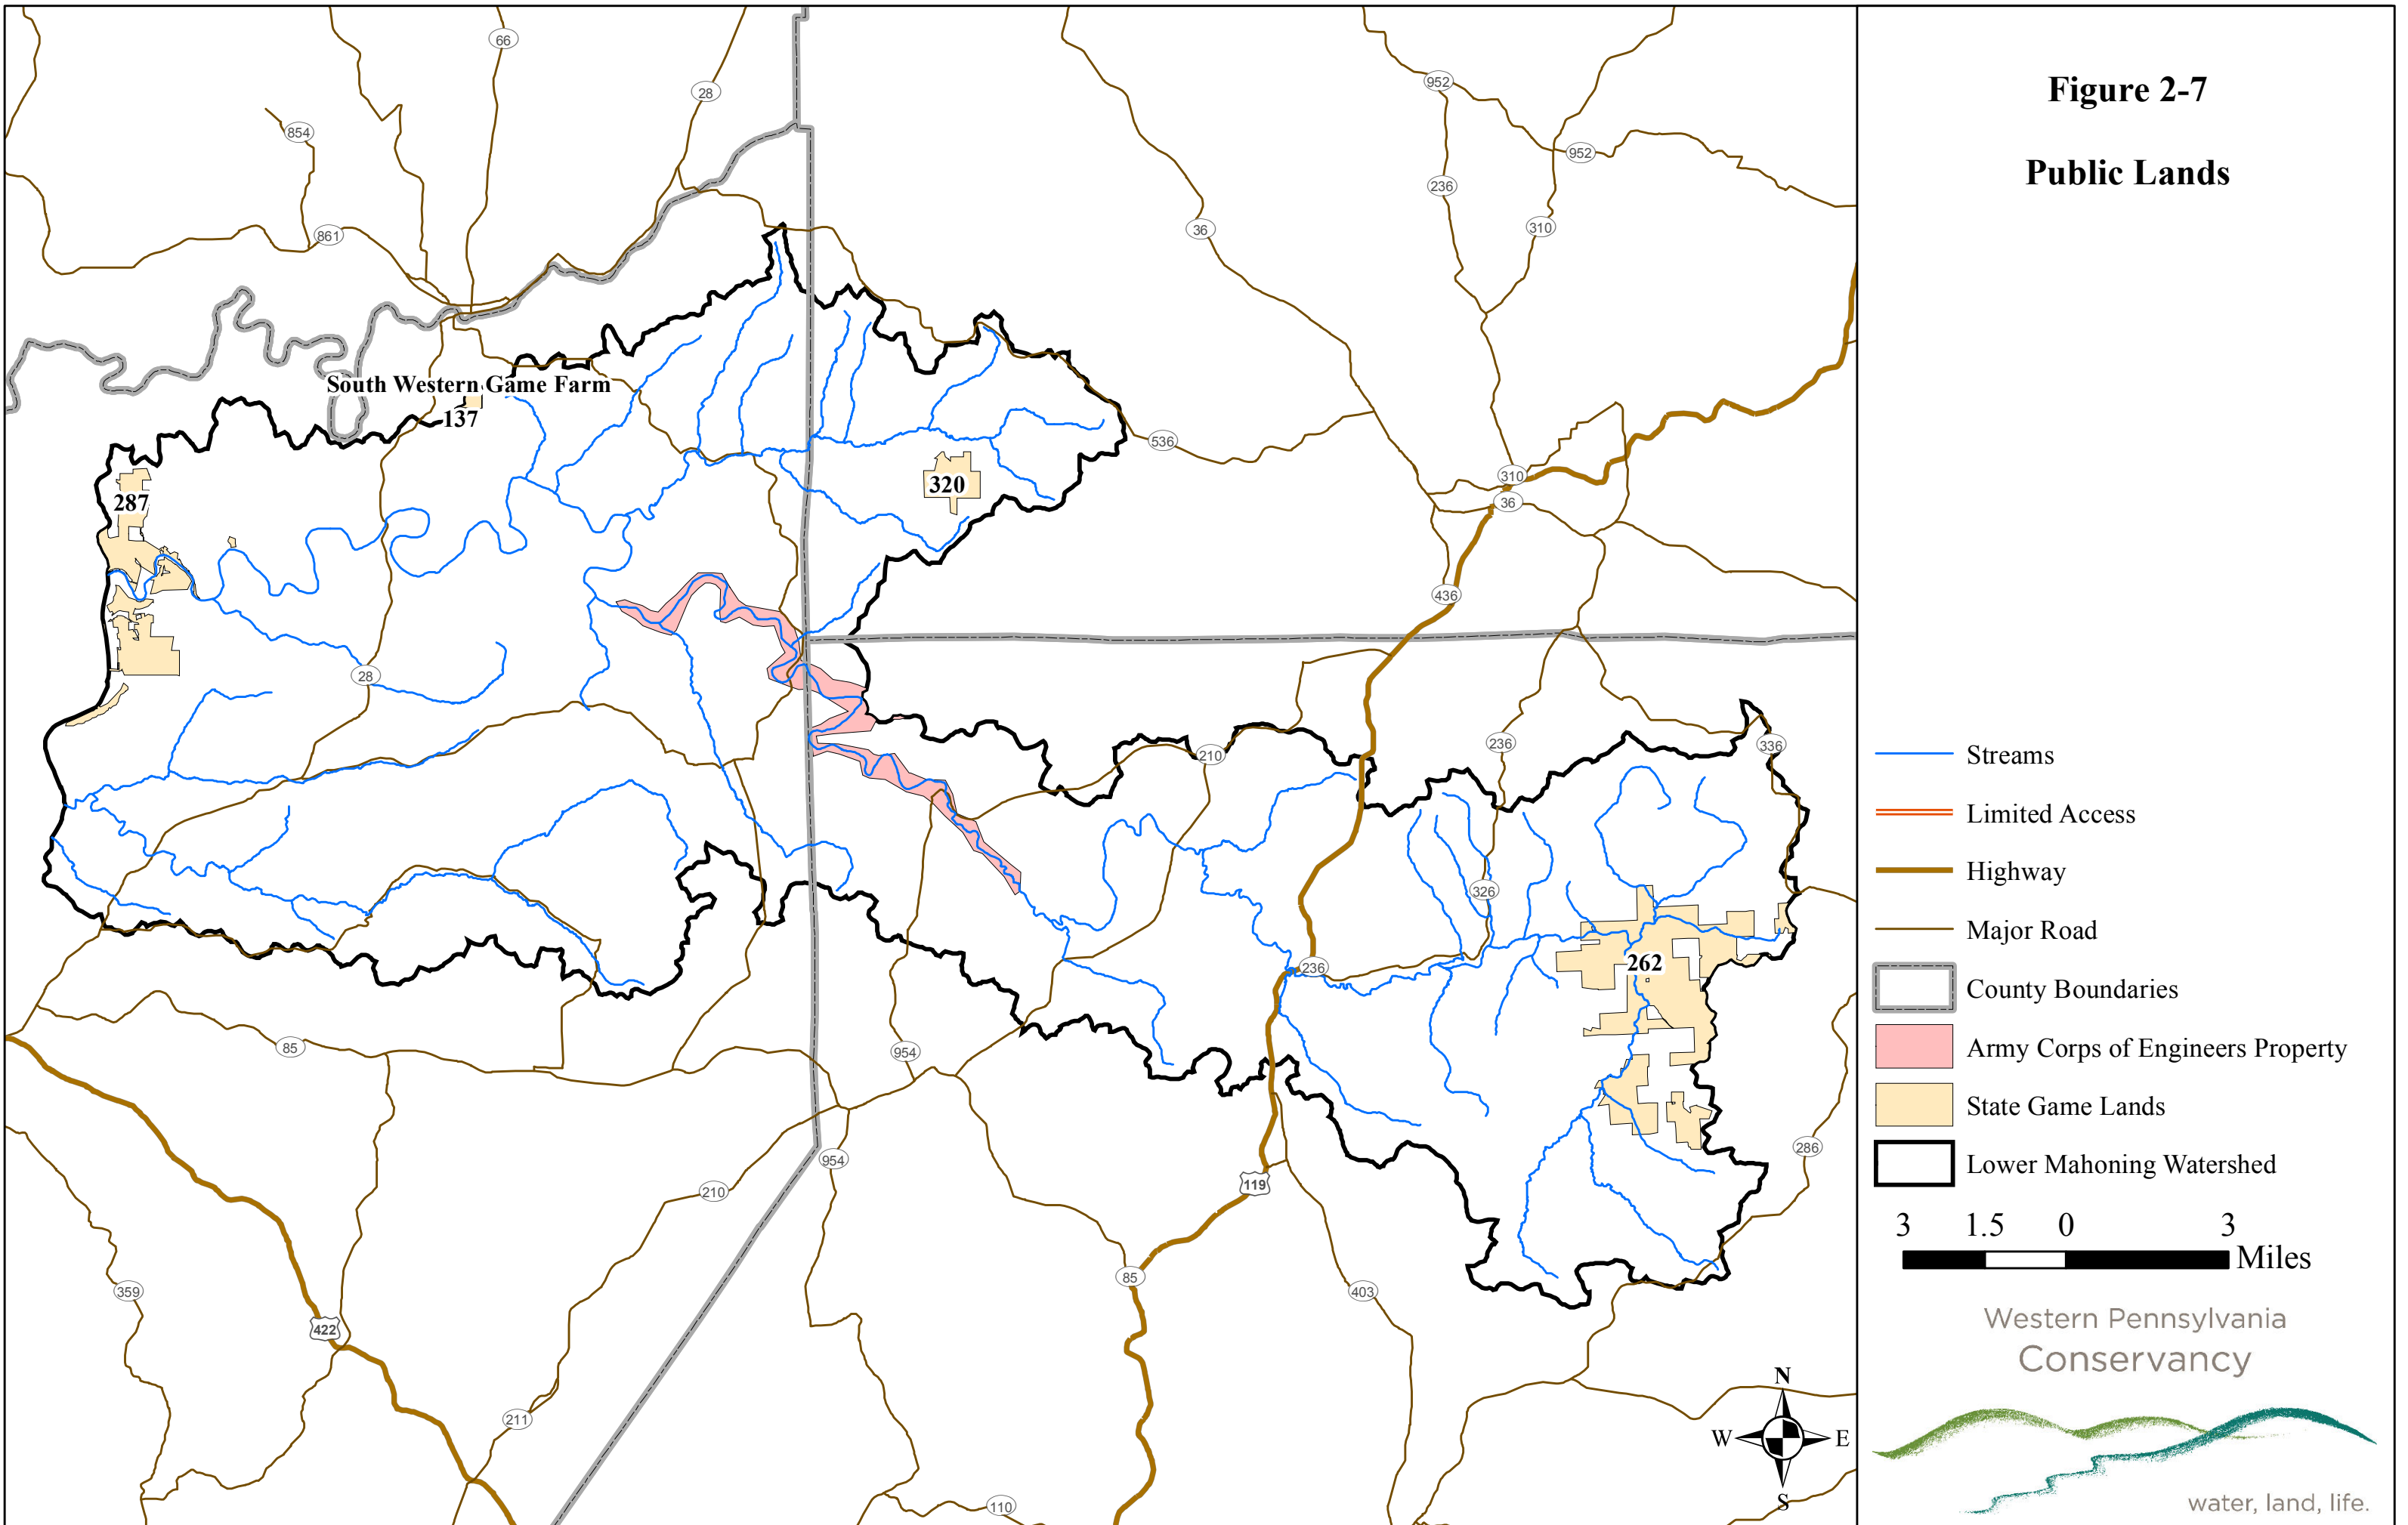 Figure 2-7
Public Lands
66
28
854
861
952
952
236
310
36
South Western Game Farm
137
536
287
320
310
36
436
28
210
236
336
326
236
262
85
954
954
210
119
286
85
359
403
422
211
110
Streams
Limited Access
Highway
Major Road
County Boundaries
Army Corps of Engineers Property
State Game Lands
Lower Mahoning Watershed
3 1.5 0 3
Miles
Western Pennsylvania
Conservancy
water, land, life.
N
W E
S